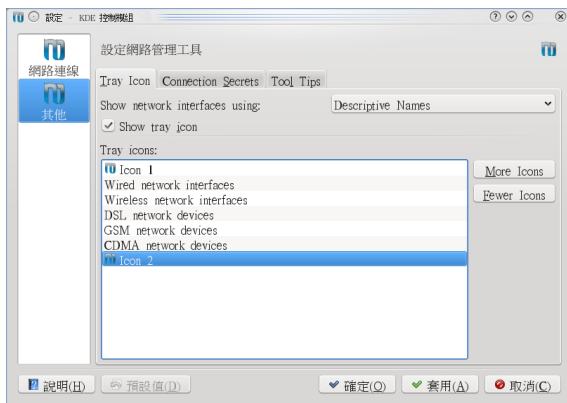 設定 - KDE 控制模組
設定網路管理工具
網路連線
其他
Tray Icon Connection Secrets Tool Tips
Show network interfaces using: Descriptive Names
Show tray icon
Tray icons:
Icon 1
Wired network interfaces
Wireless network interfaces
DSL network devices
GSM network devices
CDMA network devices
Icon 2
More Icons
Fewer Icons
說明(H) 預設值(D) 確定(O) 套用(A) 取消(C)